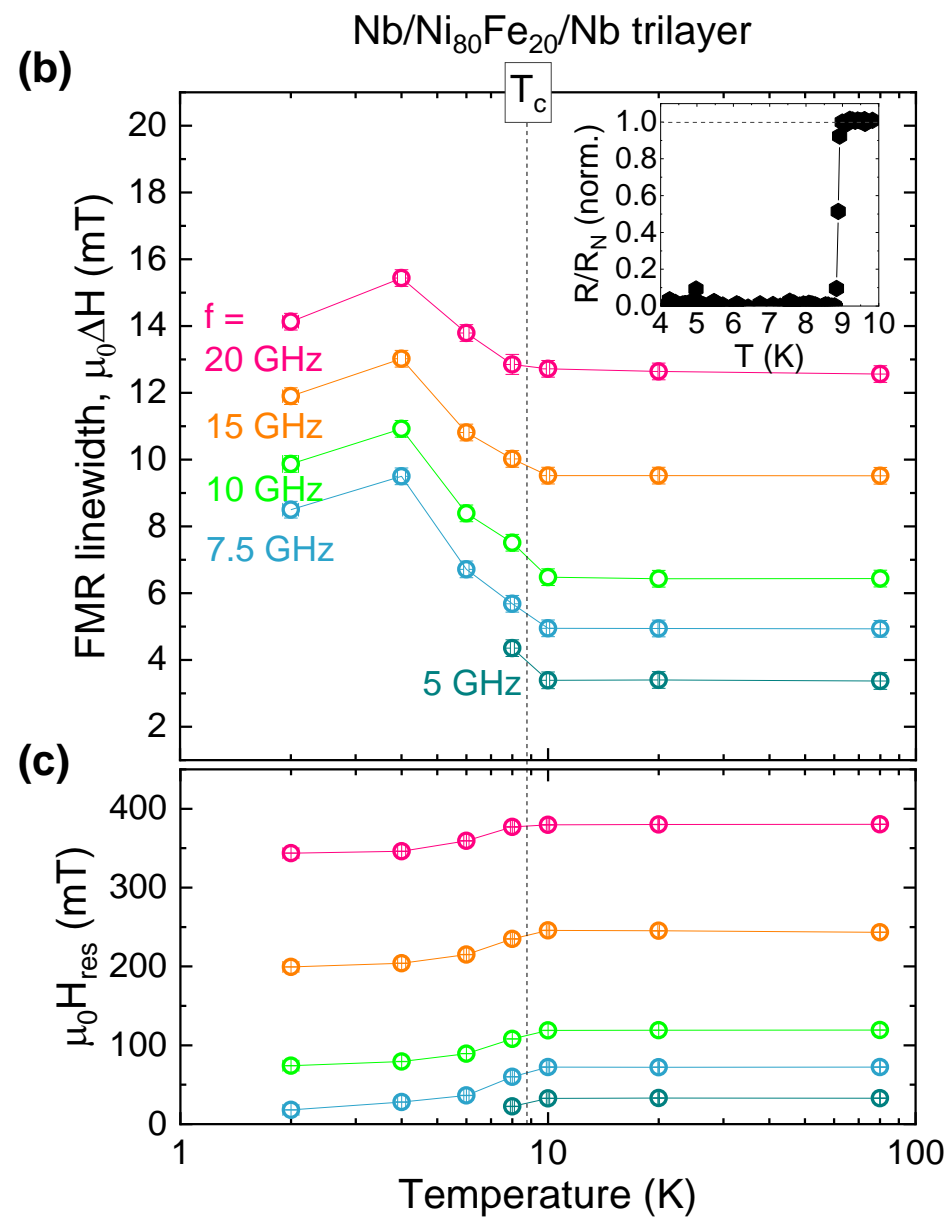 Nb/Ni₈₀Fe₂₀/Nb trilayer
(b)
T_c
FMR linewidth, μ₀ΔH (mT)
20
18
16
14
12
10
8
6
4
2
f =
20 GHz
15 GHz
10 GHz
7.5 GHz
5 GHz
R/R_N (norm.)
1.0
0.8
0.6
0.4
0.2
0.0
4 5 6 7 8 9 10
T (K)
(c)
μ₀H_res (mT)
400
300
200
100
0
1 10 100
Temperature (K)